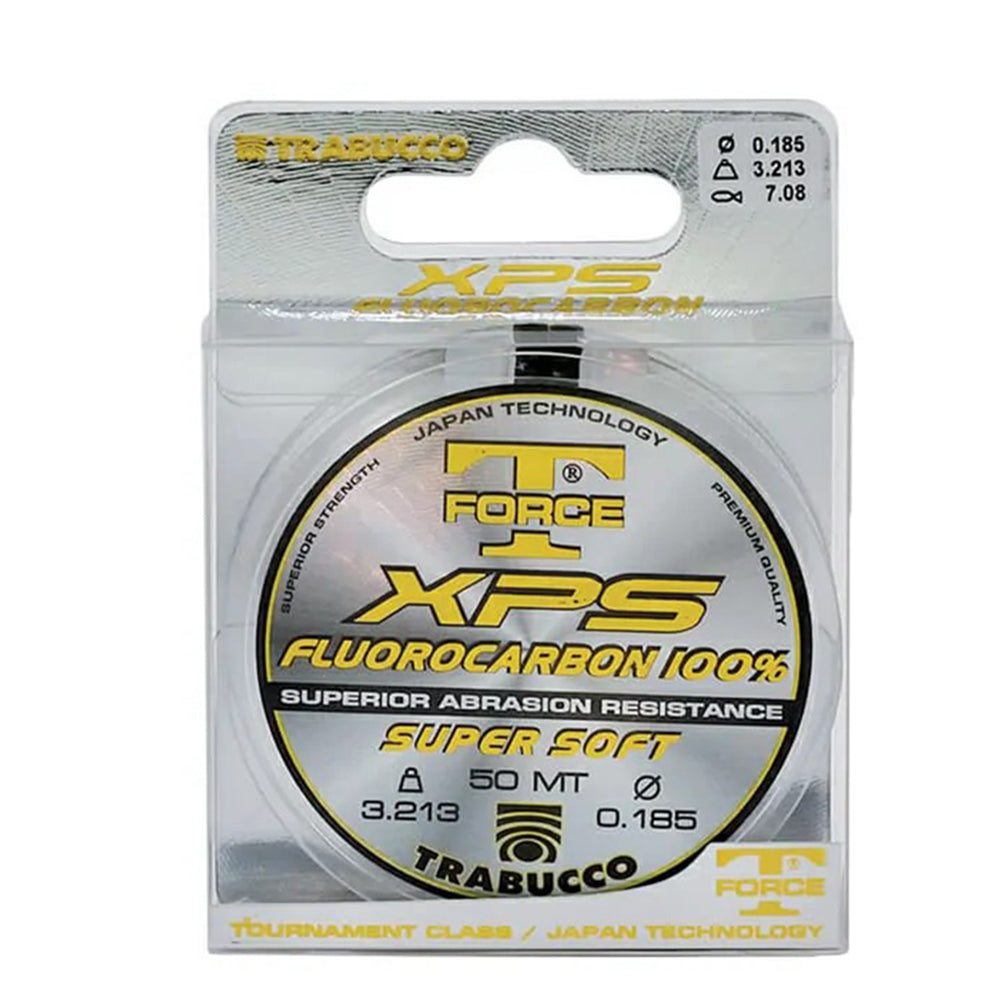 TRABUCCO
Ø 0.185
3.213
7.08
XPS
FLUOROCARBON
JAPAN TECHNOLOGY
SUPERIOR STRENGTH
PREMIUM QUALITY
T ®
FORCE
XPS
FLUOROCARBON 100%
SUPERIOR ABRASION RESISTANCE
SUPER SOFT
50 MT
3.213
Ø
0.185
TRABUCCO
T ®
FORCE
TOURNAMENT CLASS / JAPAN TECHNOLOGY